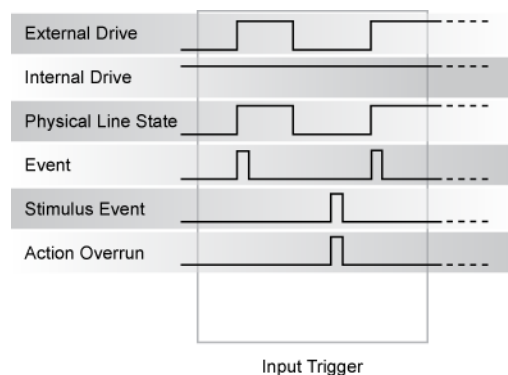 External Drive
Internal Drive
Physical Line State
Event
Stimulus Event
Action Overrun
Input Trigger